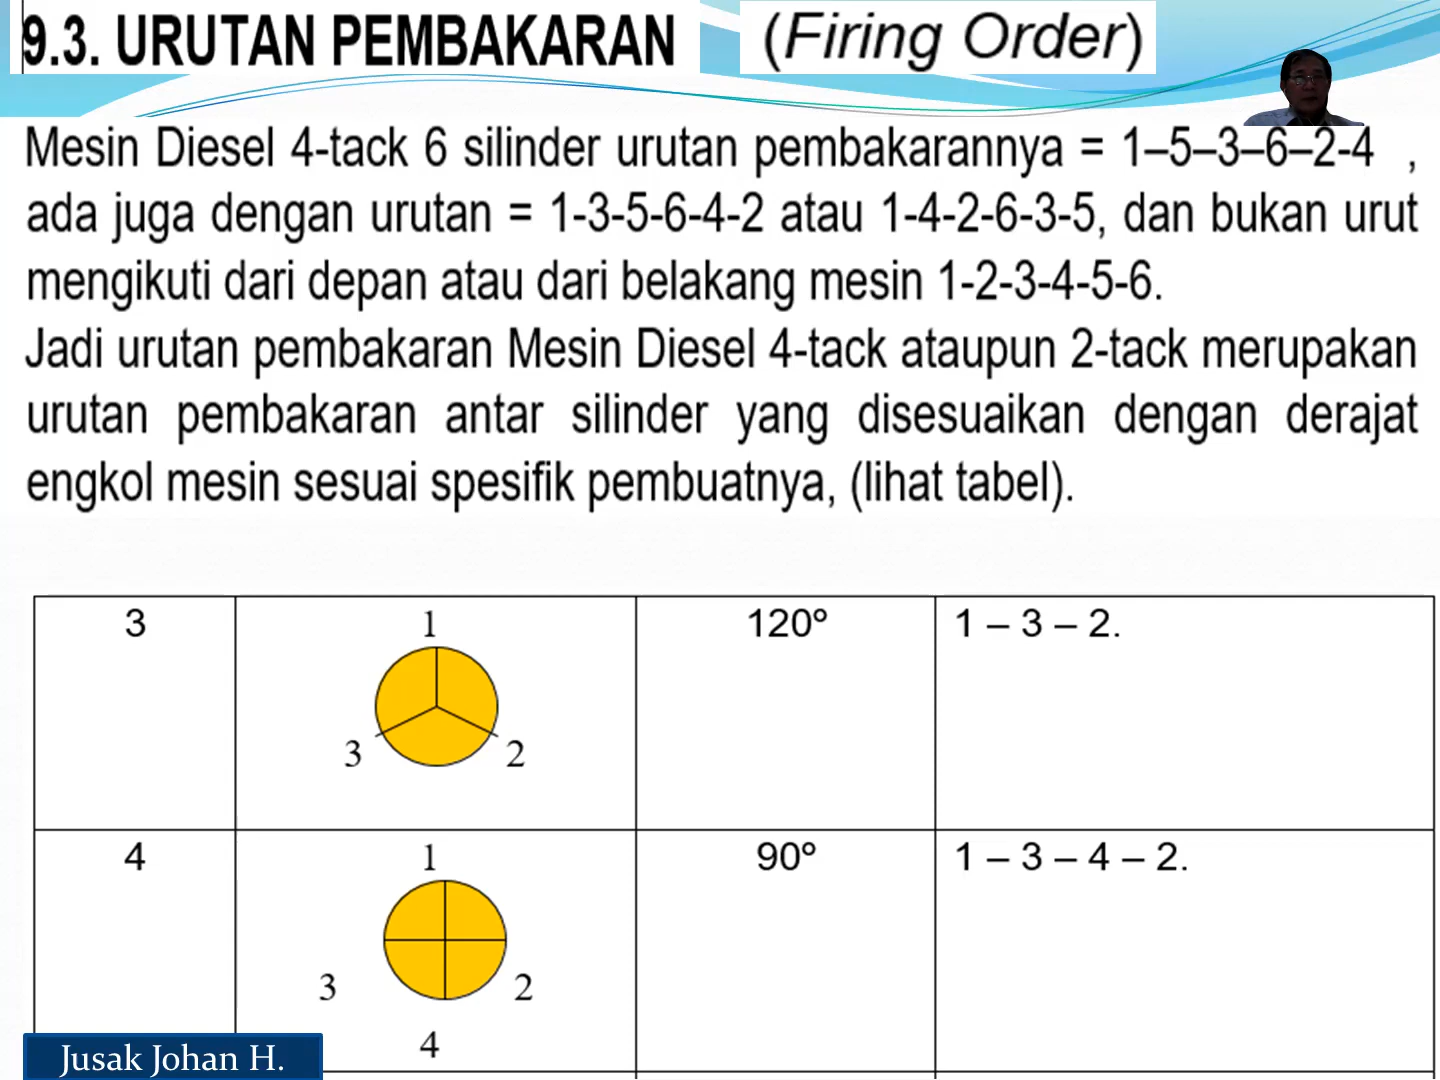 9.3. URUTAN PEMBAKARAN (Firing Order)
Mesin Diesel 4-tack 6 silinder urutan pembakarannya = 1–5–3–6–2-4 ,
ada juga dengan urutan = 1-3-5-6-4-2 atau 1-4-2-6-3-5, dan bukan urut
mengikuti dari depan atau dari belakang mesin 1-2-3-4-5-6.
Jadi urutan pembakaran Mesin Diesel 4-tack ataupun 2-tack merupakan
urutan pembakaran antar silinder yang disesuaikan dengan derajat
engkol mesin sesuai spesifik pembuatnya, (lihat tabel).
3 1 120º 1 – 3 – 2.
3 2
4 1 90º 1 – 3 – 4 – 2.
3 2
4
Jusak Johan H.